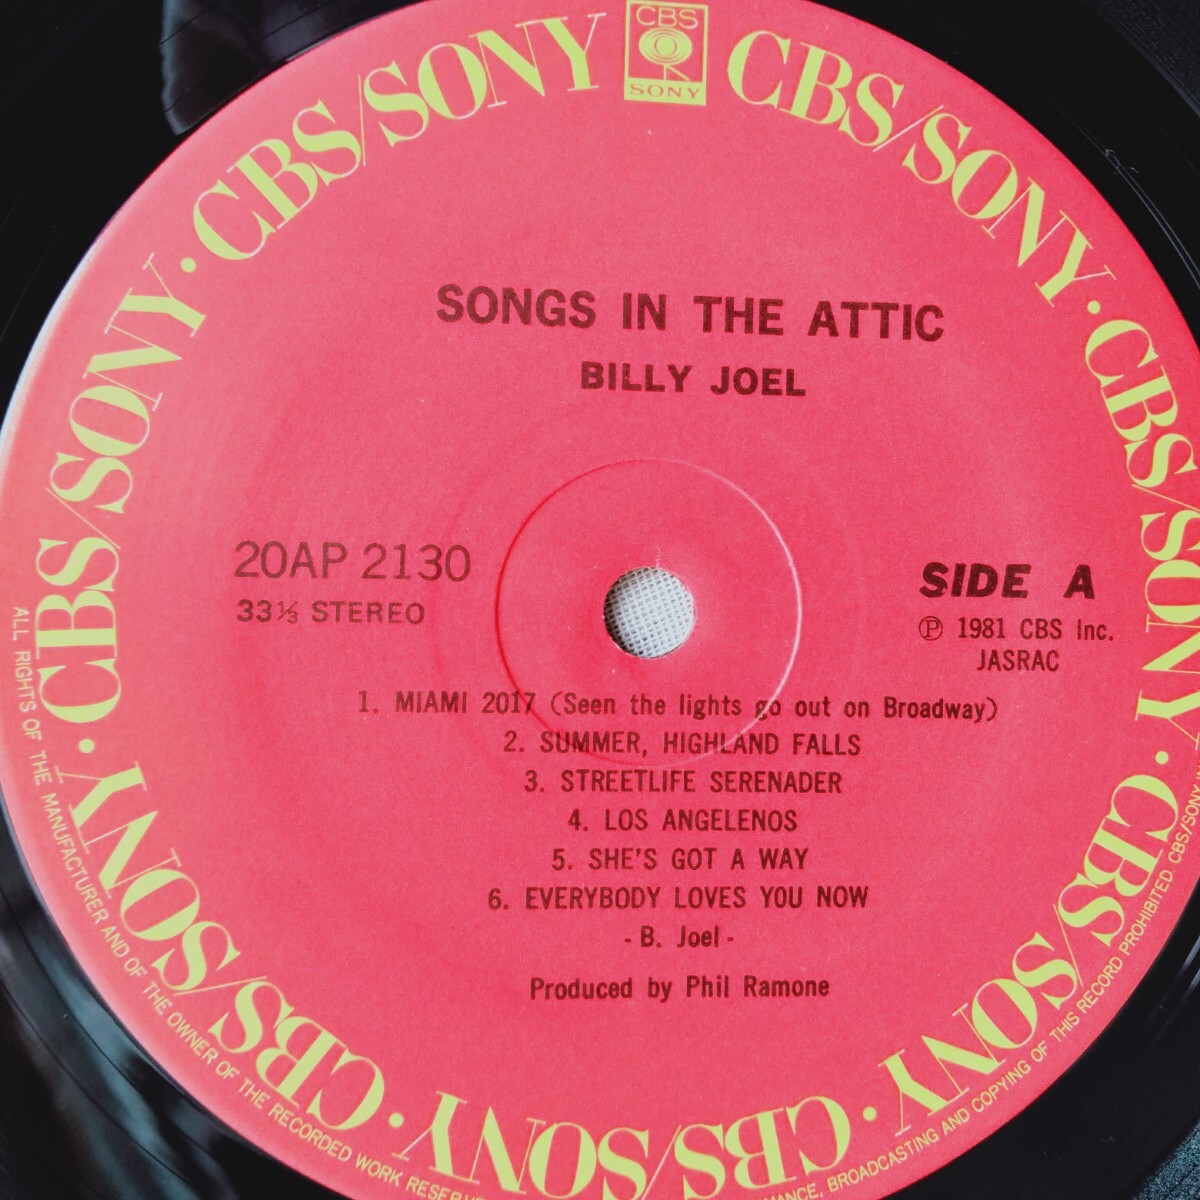 CBS
SONY
CBS/SONY · CBS/SONY · CBS/SONY · CBS/SONY · CBS/SONY · CBS/SONY · CBS/SONY · CBS/SONY
SONGS IN THE ATTIC
BILLY JOEL
20AP 2130
33⅓ STEREO
SIDE A
Ⓟ 1981 CBS Inc.
JASRAC
1. MIAMI 2017 (Seen the lights go out on Broadway)
2. SUMMER, HIGHLAND FALLS
3. STREETLIFE SERENADER
4. LOS ANGELENOS
5. SHE'S GOT A WAY
6. EVERYBODY LOVES YOU NOW
- B. Joel -
Produced by Phil Ramone
ALL RIGHTS OF THE MANUFACTURER AND OF THE OWNER OF THE RECORDED WORK RESERVE
MANCE, BROADCASTING AND COPYING OF THIS RECORD PROHIBITED. CBS/SONY